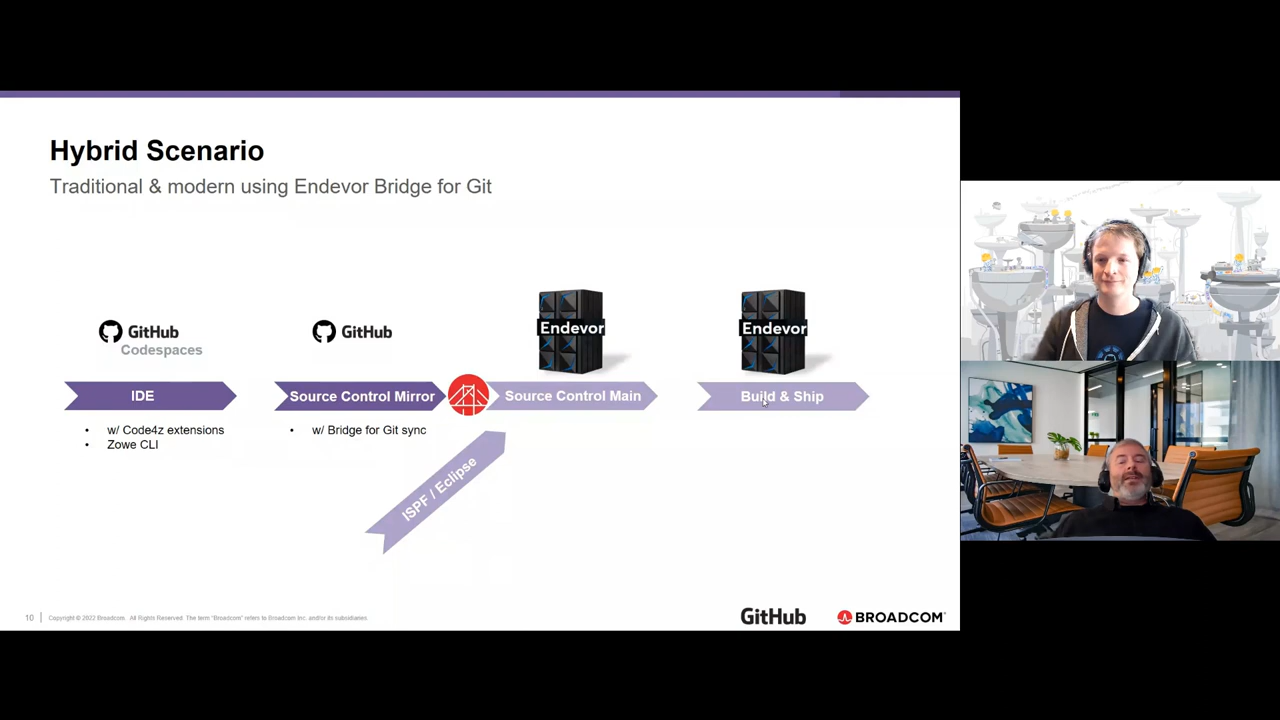 Hybrid Scenario
Traditional & modern using Endevor Bridge for Git
GitHub
Codespaces
GitHub
Endevor
Endevor
IDE
Source Control Mirror
Source Control Main
Build & Ship
• w/ Code4z extensions
• Zowe CLI
• w/ Bridge for Git sync
ISPF / Eclipse
10
Copyright © 2022 Broadcom. All Rights Reserved. The term “Broadcom” refers to Broadcom Inc. and/or its subsidiaries.
GitHub
BROADCOM®